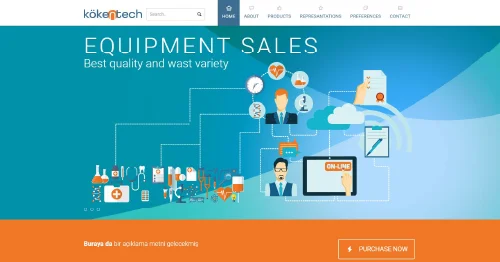 kökentech
Search..
HOME
ABOUT
PRODUCTS
REPRESANTATIONS
PREFERENCES
CONTACT
EQUIPMENT SALES
Best quality and wast variety
ON-LINE
Buraya da bir açıklama metni gelecekmiş
PURCHASE NOW